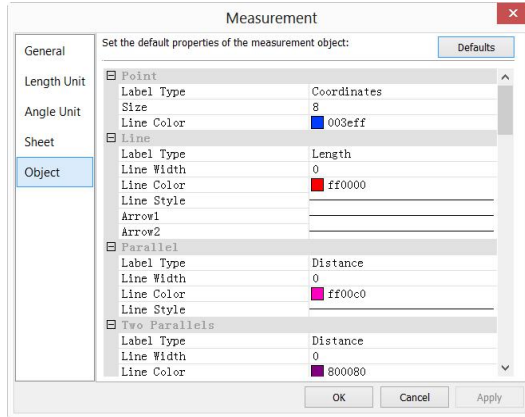 Measurement
General
Length Unit
Angle Unit
Sheet
Object
Set the default properties of the measurement object:
Defaults
Point
Label Type Coordinates
Size 8
Line Color 003eff
Line
Label Type Length
Line Width 0
Line Color ff0000
Line Style
Arrow1
Arrow2
Parallel
Label Type Distance
Line Width 0
Line Color ff00c0
Line Style
Two Parallels
Label Type Distance
Line Width 0
Line Color 800080
OK Cancel Apply